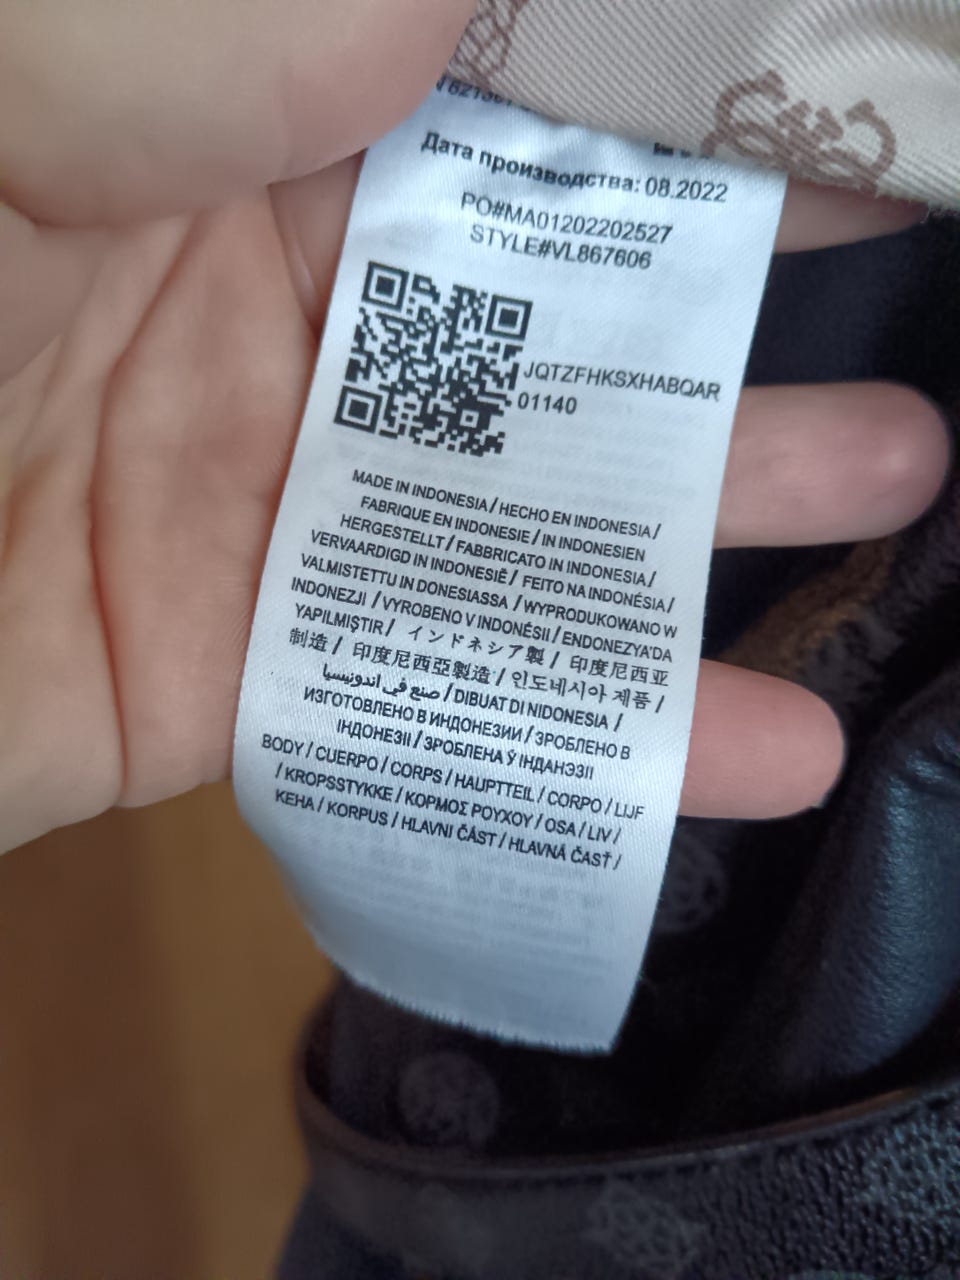 Дата производства: 08.2022
PO#MA01202202527
STYLE#VL867606
JQTZFHKSXHABQAR
01140
MADE IN INDONESIA / HECHO EN INDONESIA /
FABRIQUE EN INDONESIE / IN INDONESIEN
HERGESTELLT / FABBRICATO IN INDONESIA /
VERVAARDIGD IN INDONESIË / FEITO NA INDONÉSIA /
VALMISTETTU IN DONESIASSA / WYPRODUKOWANO W
INDONEZJI / VYROBENO V INDONÉSII / ENDONEZYA'DA
YAPILMIŞTIR / インドネシア製 / 印度尼西亚
制造 / 印度尼西亞製造 / 인도네시아 제품 /
صنع في اندونيسيا / DIBUAT DI NIDONESIA /
ИЗГОТОВЛЕНО В ИНДОНЕЗИИ / ЗРОБЛЕНО В
ІНДОНЕЗІІ / ЗРОБЛЕНА Ў ІНДАНЭЗІІ
BODY / CUERPO / CORPS / HAUPTTEIL / CORPO / LIJF
/ KROPSSTYKKE / ΚΟΡΜΟΣ ΡΟΥΧΟΥ / OSA / LIV /
KEHA / KORPUS / HLAVNI ČÁST / HLAVNÁ ČASŤ /